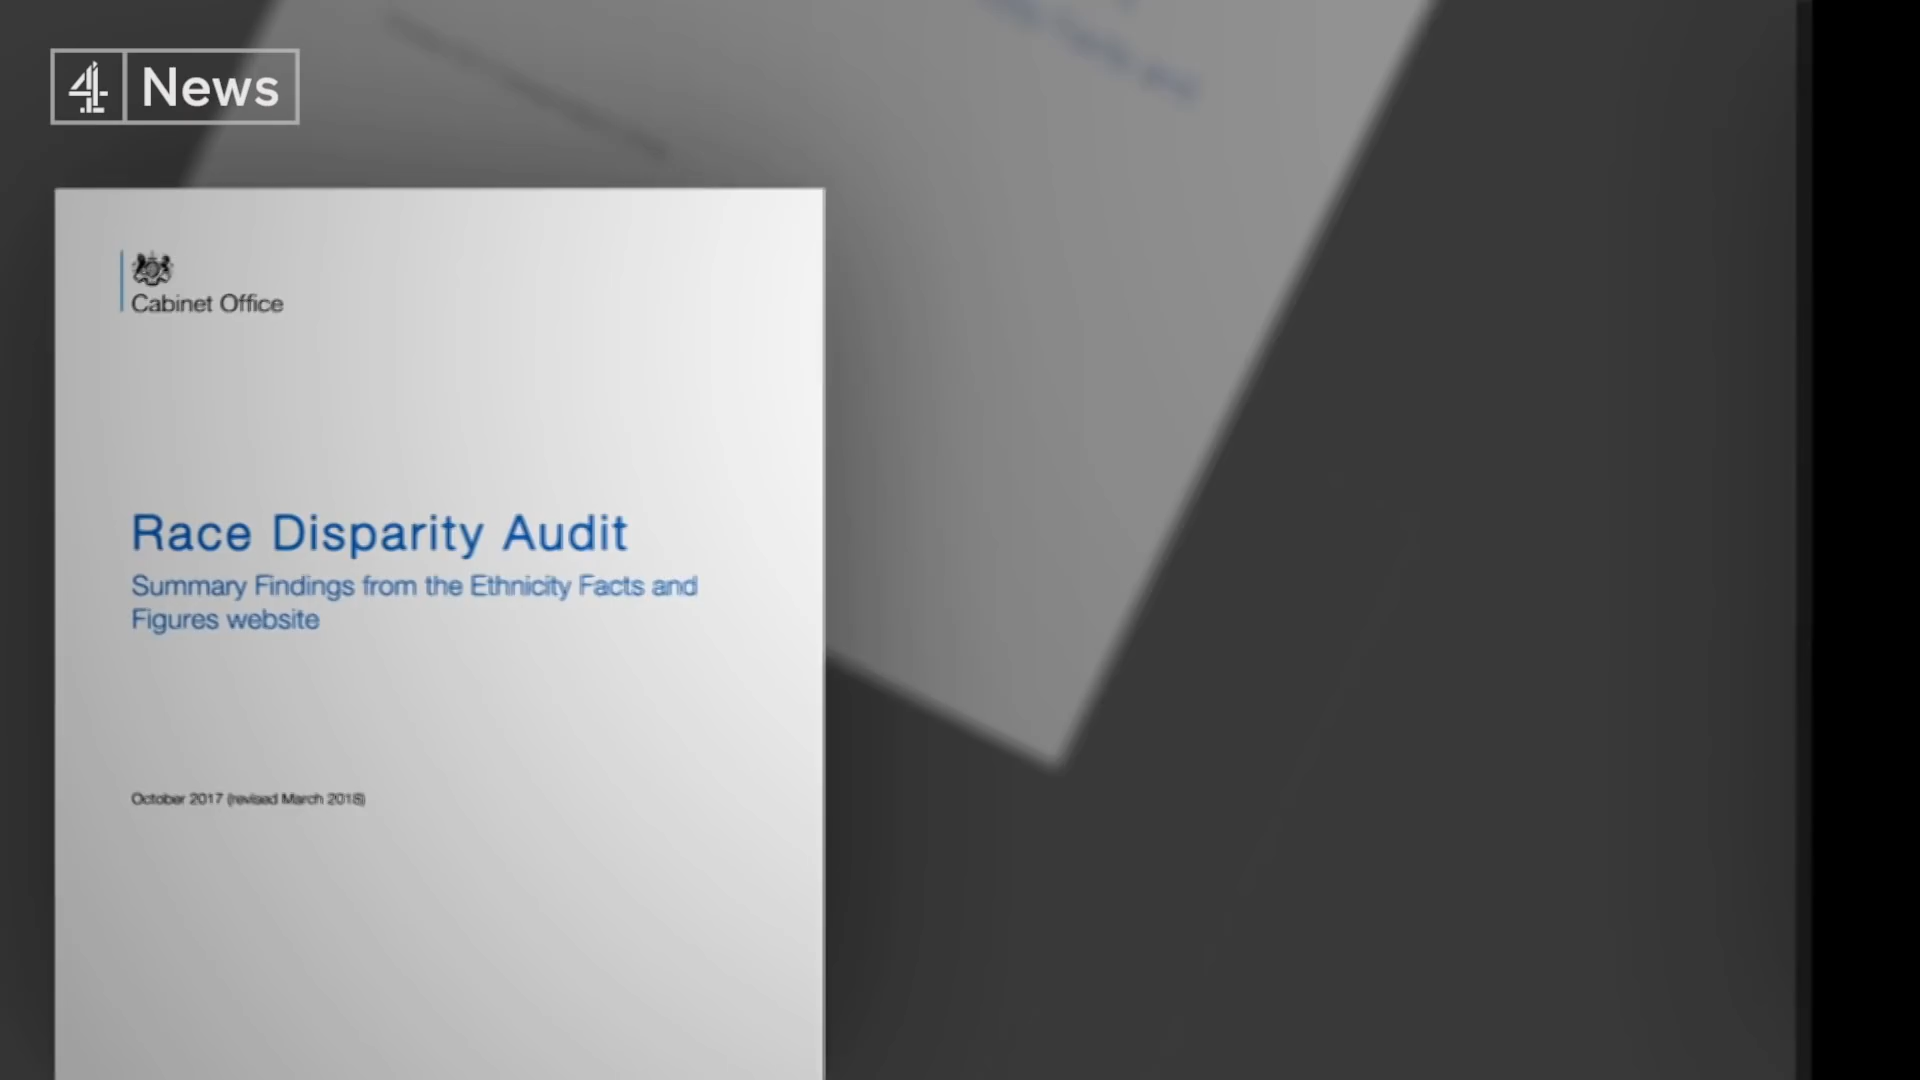 4 News
Cabinet Office
Race Disparity Audit
Summary Findings from the Ethnicity Facts and
Figures website
October 2017 (revised March 2018)